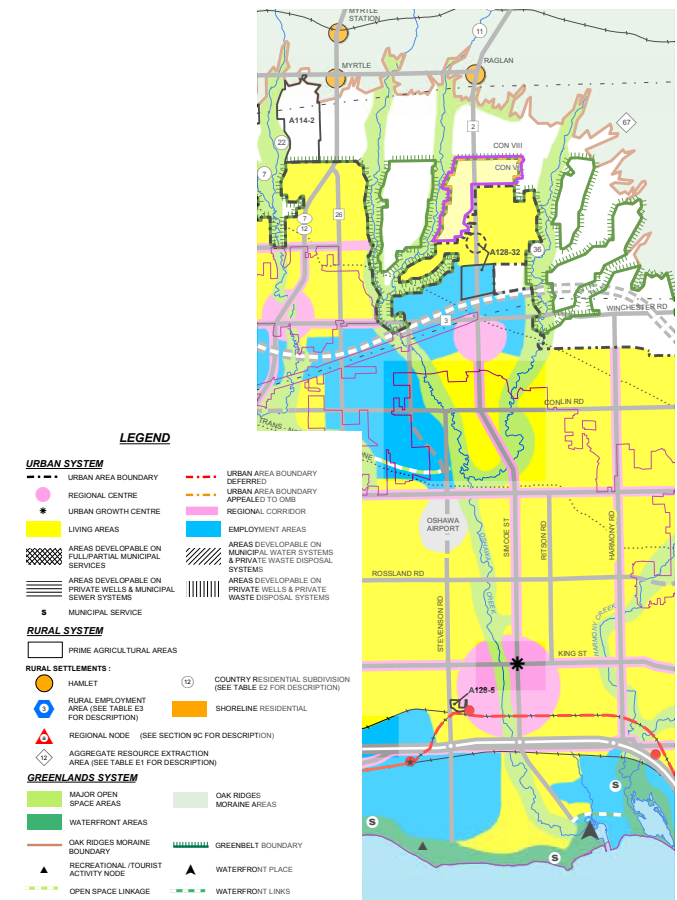 MYRTLE
STATION
11
MYRTLE
RAGLAN
A114-2
67
2
22
CON VIII
7
26
7
12
36
A128-32
3
WINCHESTER RD
CONLIN RD
TRANS-
OSHAWA
AIRPORT
SIMCOE ST
RITSON RD
HARMONY RD
OSHAWA
CREEK
ROSSLAND RD
STEVENSON RD
HARMONY CREEK
KING ST
A128-5
S
S
S
LEGEND
URBAN SYSTEM
URBAN AREA BOUNDARY
URBAN AREA BOUNDARY
DEFERRED
REGIONAL CENTRE
URBAN AREA BOUNDARY
APPEALED TO OMB
URBAN GROWTH CENTRE
REGIONAL CORRIDOR
LIVING AREAS
EMPLOYMENT AREAS
AREAS DEVELOPABLE ON
FULL/PARTIAL MUNICIPAL
SERVICES
AREAS DEVELOPABLE ON
MUNICIPAL WATER SYSTEMS
& PRIVATE WASTE DISPOSAL
SYSTEMS
AREAS DEVELOPABLE ON
PRIVATE WELLS & MUNICIPAL
SEWER SYSTEMS
AREAS DEVELOPABLE ON
PRIVATE WELLS & PRIVATE
WASTE DISPOSAL SYSTEMS
S MUNICIPAL SERVICE
RURAL SYSTEM
PRIME AGRICULTURAL AREAS
RURAL SETTLEMENTS :
HAMLET
12 COUNTRY RESIDENTIAL SUBDIVISION
(SEE TABLE E2 FOR DESCRIPTION)
3 RURAL EMPLOYMENT
AREA (SEE TABLE E3
FOR DESCRIPTION)
SHORELINE RESIDENTIAL
REGIONAL NODE (SEE SECTION 9C FOR DESCRIPTION)
12 AGGREGATE RESOURCE EXTRACTION
AREA (SEE TABLE E1 FOR DESCRIPTION)
GREENLANDS SYSTEM
MAJOR OPEN
SPACE AREAS
OAK RIDGES
MORAINE AREAS
WATERFRONT AREAS
OAK RIDGES MORAINE
BOUNDARY
GREENBELT BOUNDARY
RECREATIONAL /TOURIST
ACTIVITY NODE
WATERFRONT PLACE
OPEN SPACE LINKAGE
WATERFRONT LINKS